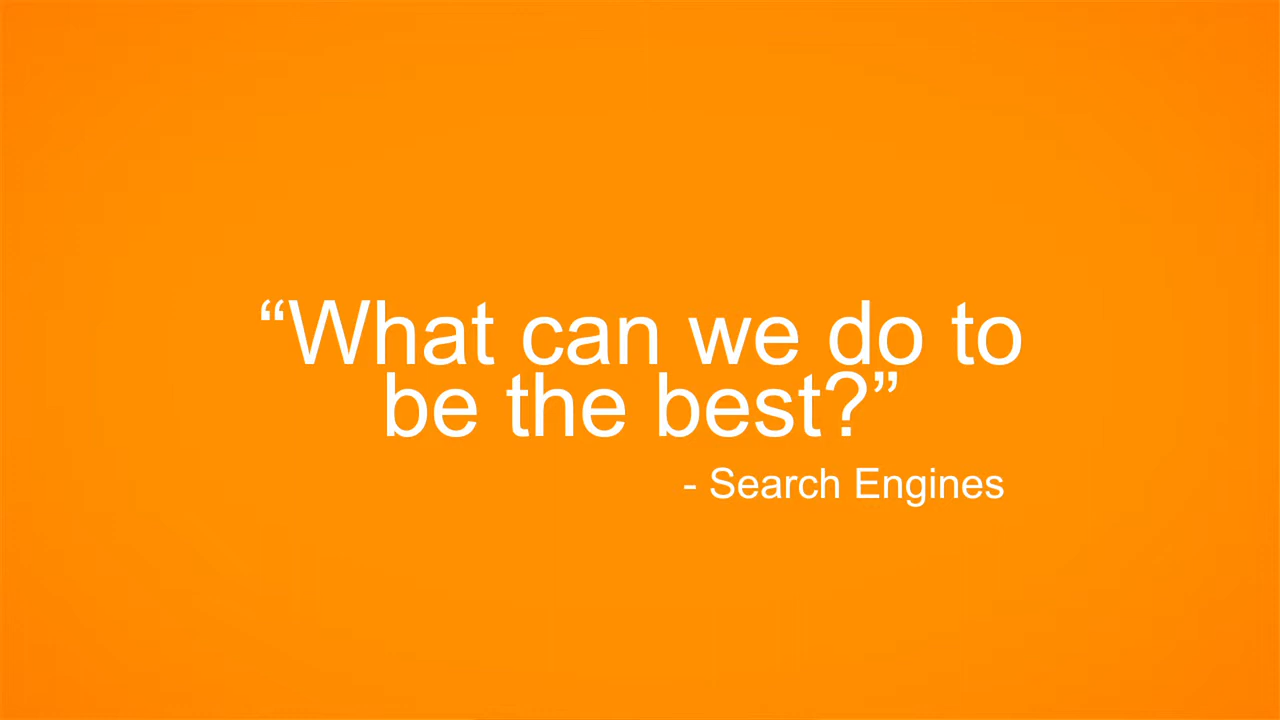 “What can we do to
be the best?”
- Search Engines